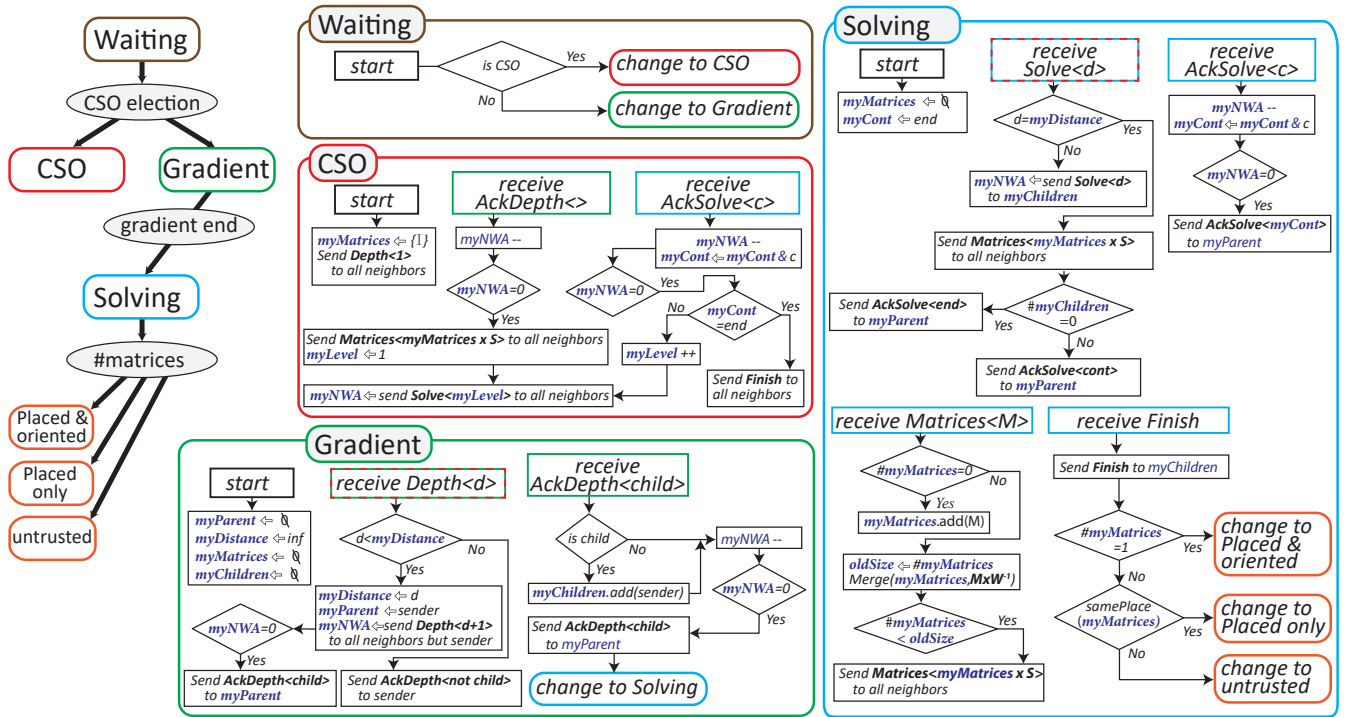 Waiting
CSO election
CSO
Gradient
gradient end
Solving
#matrices
Placed &
oriented
Placed
only
untrusted
Waiting
start
is CSO
Yes
change to CSO
No
change to Gradient
CSO
start
myMatrices ⇦ {I}
Send Depth<1>
to all neighbors
receive
AckDepth<>
myNWA --
myNWA=0
Yes
Send Matrices<myMatrices x S> to all neighbors
myLevel ⇦ 1
myNWA⇦send Solve<myLevel> to all neighbors
receive
AckSolve<c>
myNWA --
myCont⇦myCont & c
myNWA=0
Yes
myCont
=end
No
Yes
myLevel ++
Send Finish to
all neighbors
Gradient
start
myParent ⇦ ∅
myDistance ⇦inf
myMatrices ⇦ ∅
myChildren⇦ ∅
receive Depth<d>
d<myDistance
No
Yes
myDistance⇦ d
myParent ⇦sender
myNWA⇦send Depth<d+1>
to all neighbors but sender
myNWA=0
Yes
Send AckDepth<child>
to myParent
Send AckDepth<not child>
to sender
receive
AckDepth<child>
is child
No
Yes
myChildren.add(sender)
myNWA --
myNWA=0
Yes
Send AckDepth<child>
to myParent
change to Solving
Solving
start
myMatrices ⇦ ∅
myCont ⇦ end
receive
Solve<d>
d=myDistance
Yes
No
myNWA⇦send Solve<d>
to myChildren
Send Matrices<myMatrices x S>
to all neighbors
#myChildren
=0
Yes
Send AckSolve<end>
to myParent
No
Send AckSolve<cont>
to myParent
receive
AckSolve<c>
myNWA --
myCont⇦myCont & c
myNWA=0
Yes
Send AckSolve<myCont>
to myParent
receive Matrices<M>
#myMatrices=0
No
Yes
myMatrices.add(M)
oldSize ⇦ #myMatrices
Merge(myMatrices,MxW⁻¹)
#myMatrices
< oldSize
Yes
Send Matrices<myMatrices x S>
to all neighbors
receive Finish
Send Finish to myChildren
#myMatrices
=1
Yes
change to
Placed &
oriented
No
samePlace
(myMatrices)
Yes
change to
Placed only
No
change to
untrusted